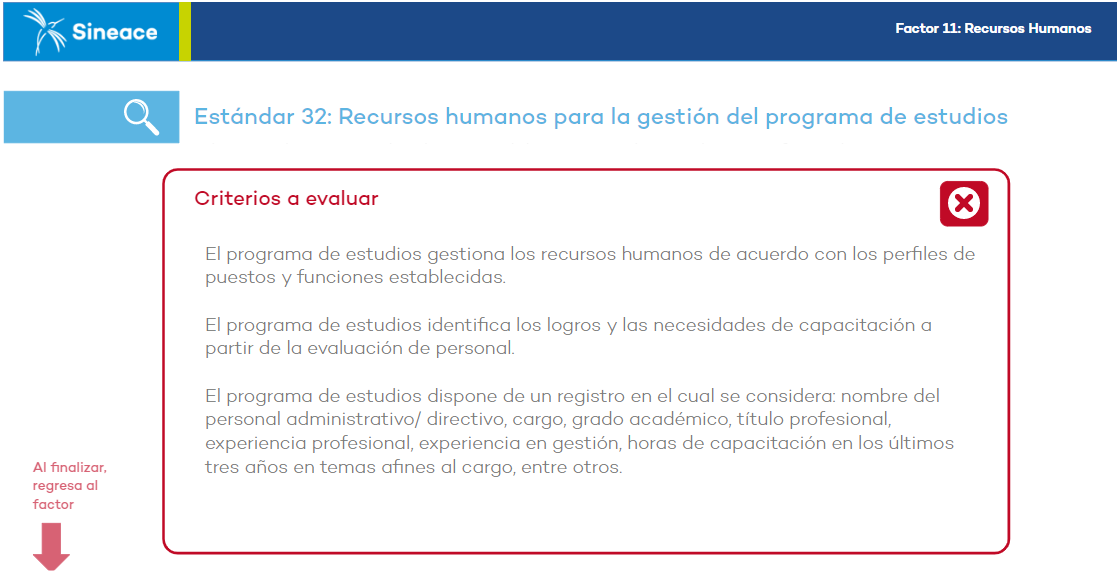 Sineace
Factor 11: Recursos Humanos
Estándar 32: Recursos humanos para la gestión del programa de estudios
Criterios a evaluar
El programa de estudios gestiona los recursos humanos de acuerdo con los perfiles de
puestos y funciones establecidas.
El programa de estudios identifica los logros y las necesidades de capacitación a
partir de la evaluación de personal.
El programa de estudios dispone de un registro en el cual se considera: nombre del
personal administrativo/ directivo, cargo, grado académico, título profesional,
experiencia profesional, experiencia en gestión, horas de capacitación en los últimos
tres años en temas afines al cargo, entre otros.
Al finalizar,
regresa al
factor